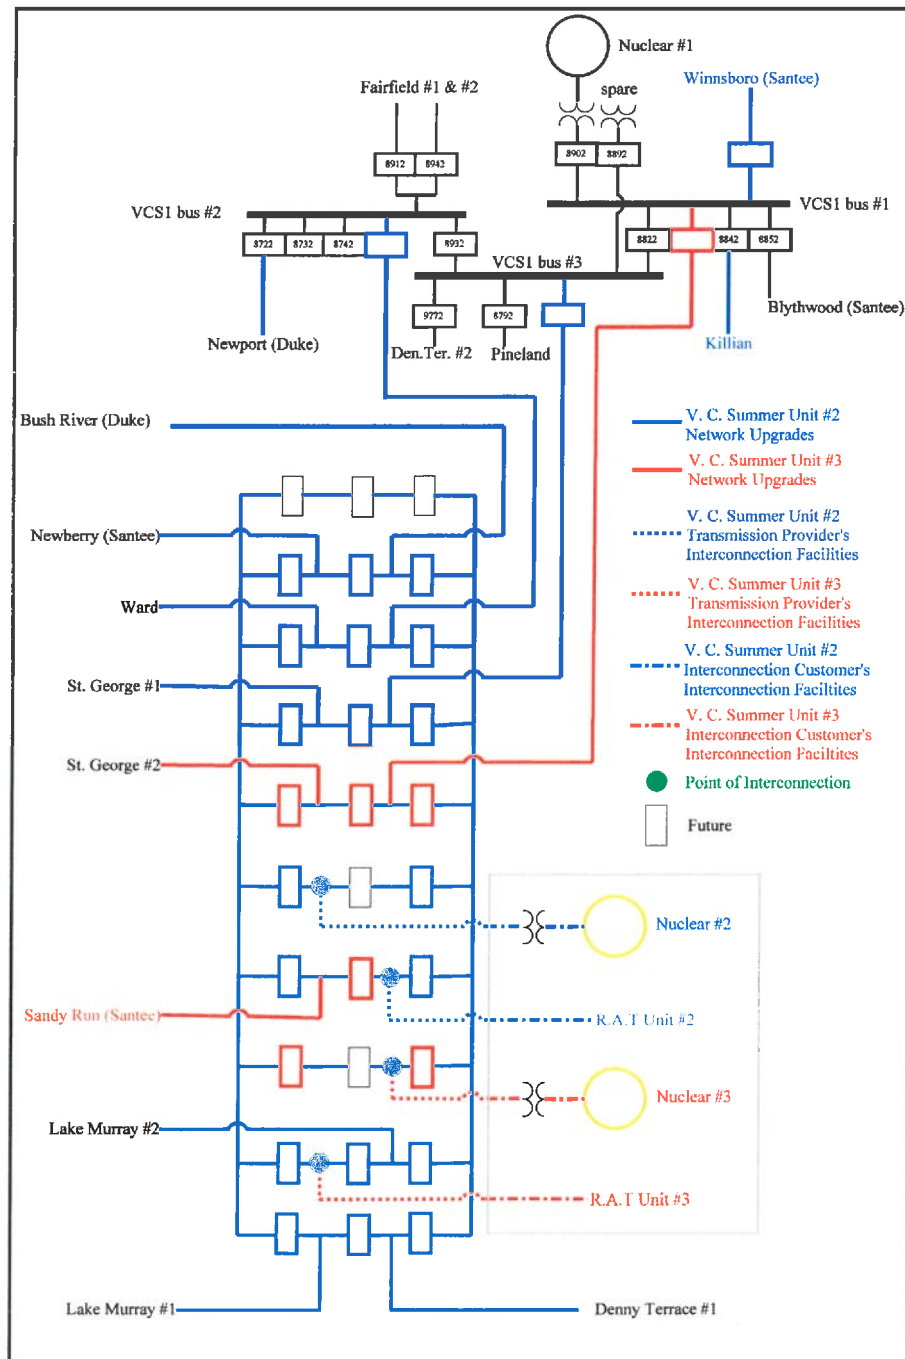 Nuclear #1
Winnsboro (Santee)
Fairfield #1 & #2
spare
8912
8942
8902
8892
VCS1 bus #2
VCS1 bus #1
8722
8732
8742
8932
8822
8842
8852
VCS1 bus #3
9772
8792
Blythwood (Santee)
Newport (Duke)
Den.Ter. #2
Pineland
Killian
Bush River (Duke)
V. C. Summer Unit #2
Network Upgrades
V. C. Summer Unit #3
Network Upgrades
Newberry (Santee)
V. C. Summer Unit #2
Transmission Provider's
Interconnection Facilities
Ward
V. C. Summer Unit #3
Transmission Provider's
Interconnection Facilities
V. C. Summer Unit #2
Interconnection Customer's
Interconnection Faciltites
St. George #1
V. C. Summer Unit #3
Interconnection Customer's
Interconnection Faciltites
St. George #2
Point of Interconnection
Future
Nuclear #2
Sandy Run (Santee)
R.A.T Unit #2
Nuclear #3
Lake Murray #2
R.A.T Unit #3
Lake Murray #1
Denny Terrace #1